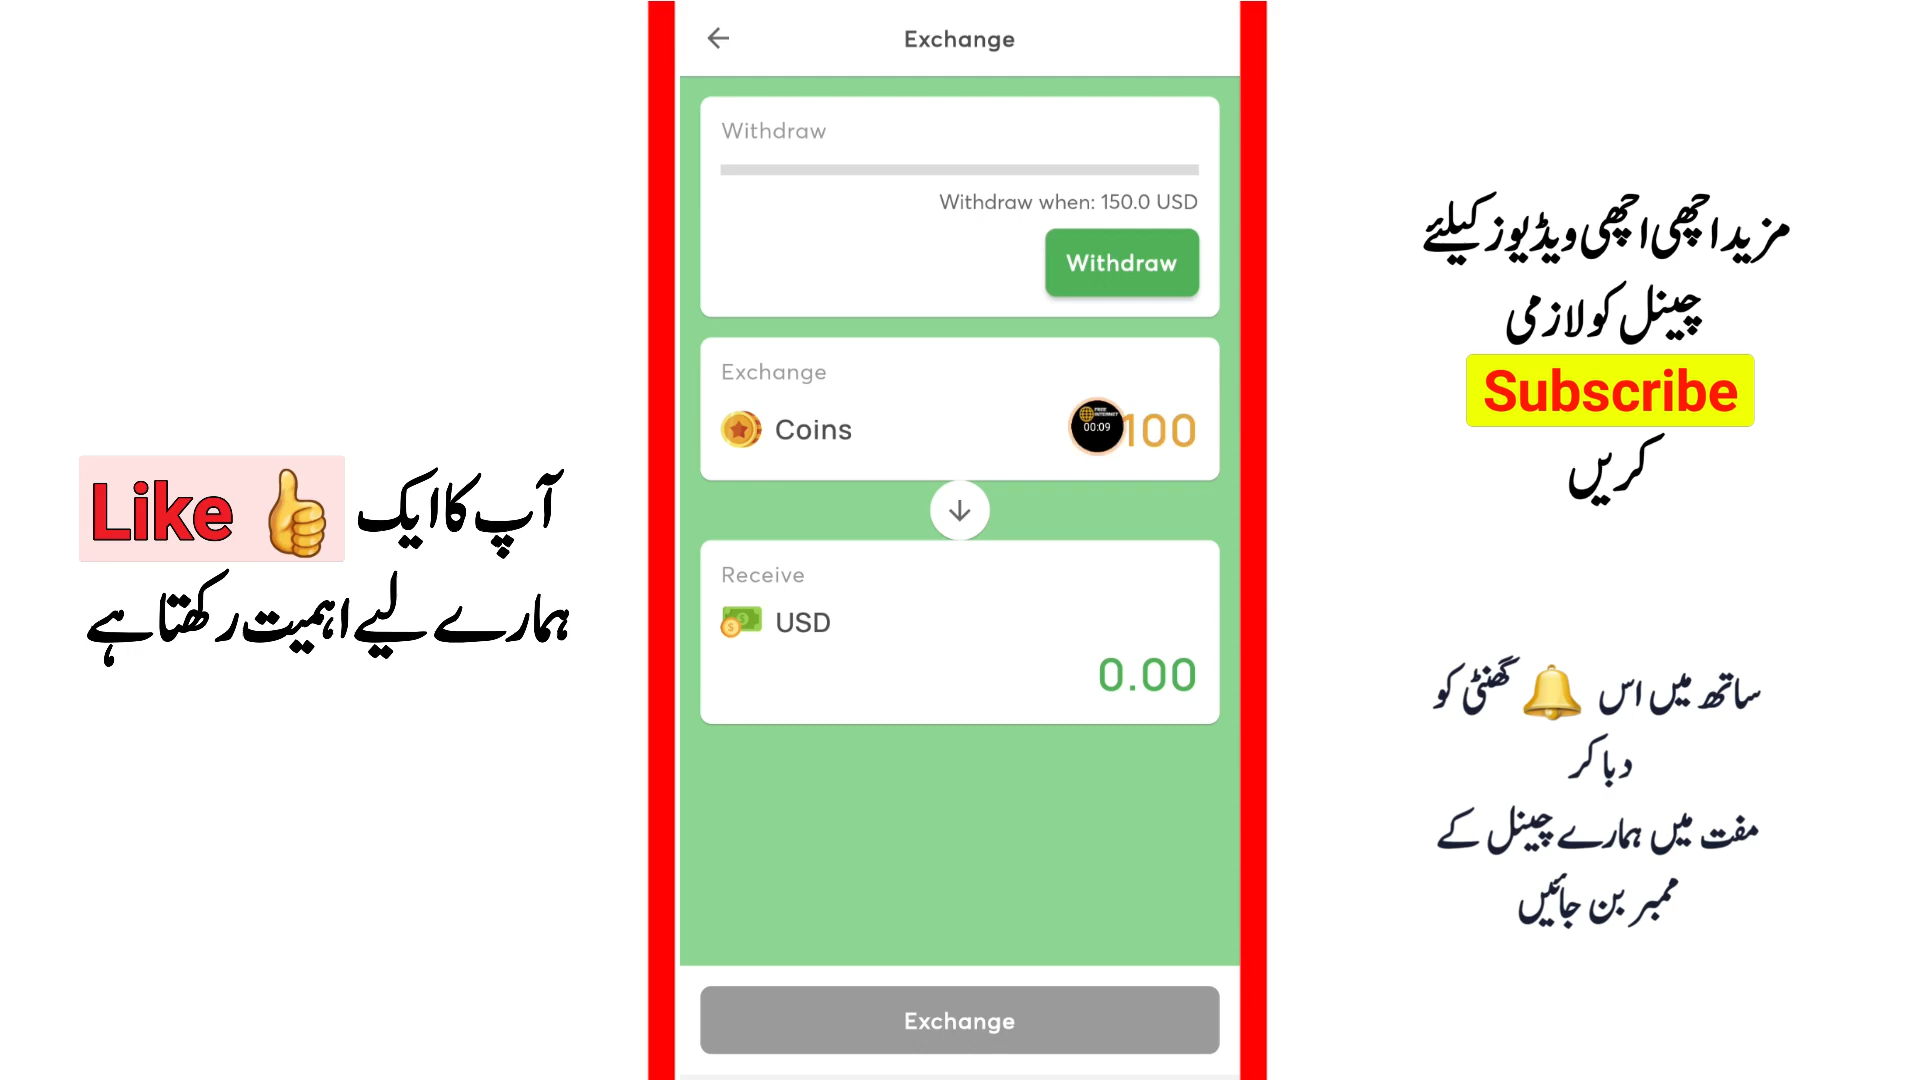 Exchange
Withdraw
Withdraw when: 150.0 USD
Withdraw
Exchange
Coins
FREE INTERNET
00:09
100
Receive
USD
0.00
Exchange
آپ کا ایک Like
ہمارے لیے اہمیت رکھتا ہے
مزید اچھی اچھی ویڈیوز کیلئے
چینل کو لازمی
Subscribe
کریں
ساتھ میں اس گھنٹی کو
دبا کر
مفت میں ہمارے چینل کے
ممبر بن جائیں